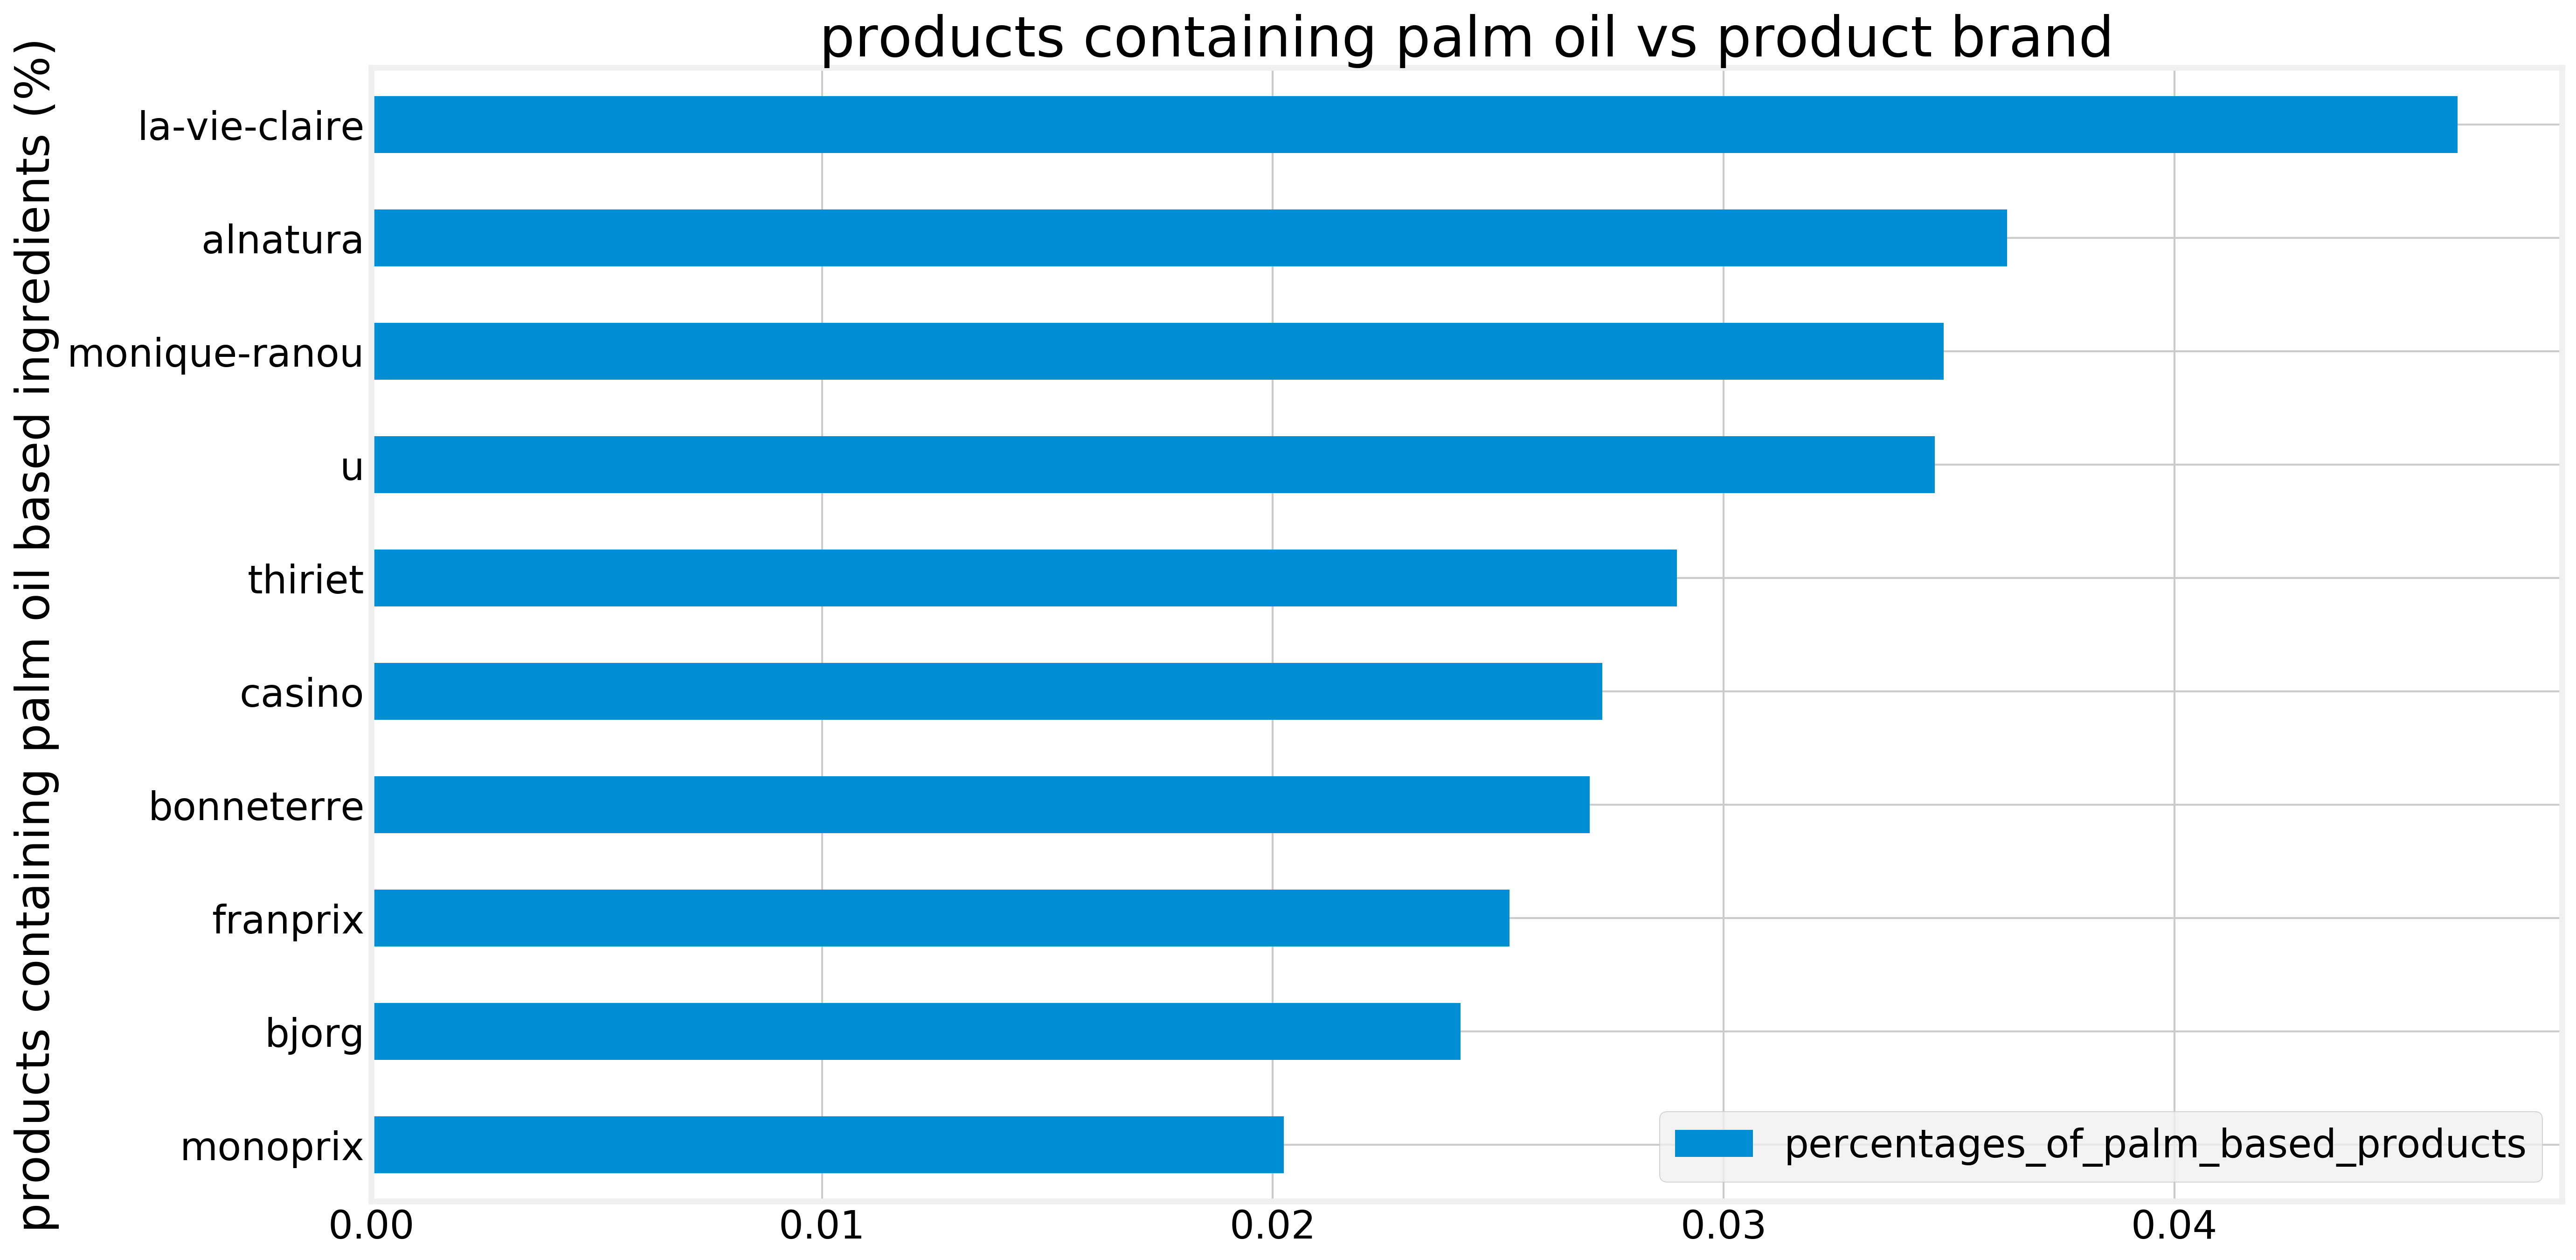 products containing palm oil vs product brand
products containing palm oil based ingredients (%)
la-vie-claire
alnatura
monique-ranou
u
thiriet
casino
bonneterre
franprix
bjorg
monoprix
percentages_of_palm_based_products
0.00 0.01 0.02 0.03 0.04